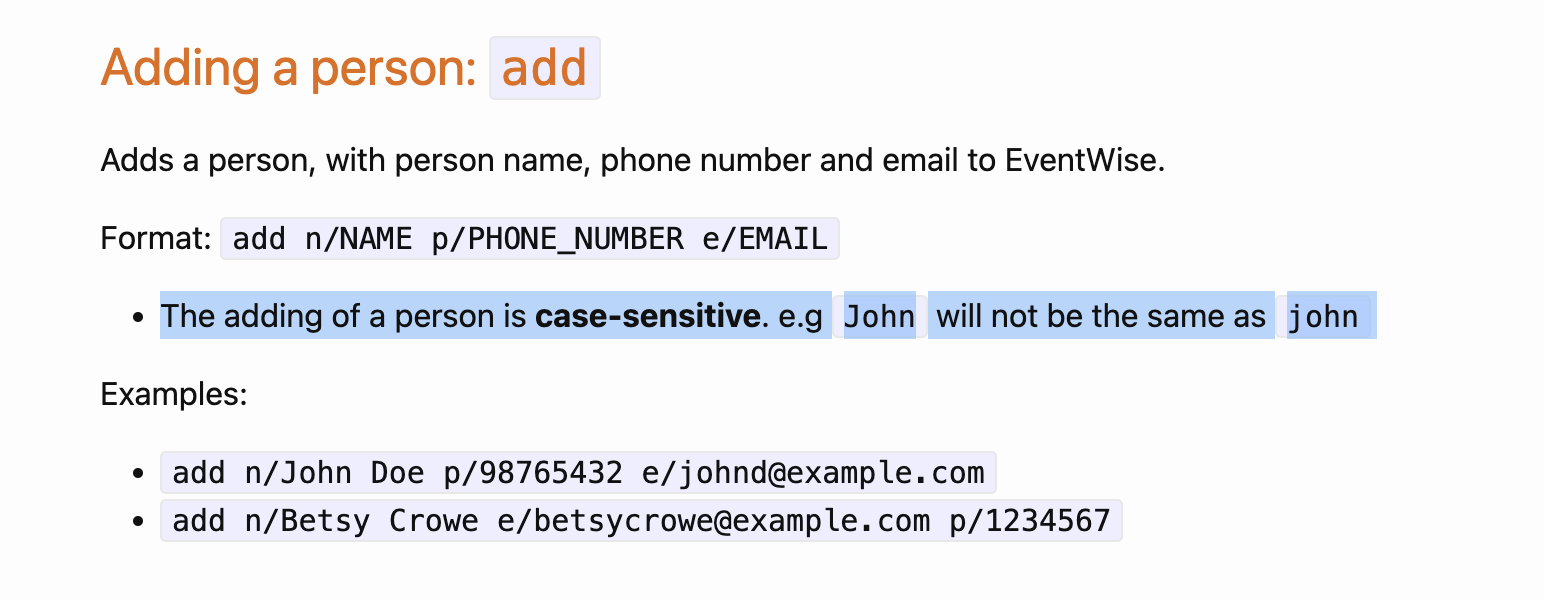 Adding a person: add
Adds a person, with person name, phone number and email to EventWise.
Format: add n/NAME p/PHONE_NUMBER e/EMAIL
• The adding of a person is case-sensitive. e.g John will not be the same as john
Examples:
• add n/John Doe p/98765432 e/johnd@example.com
• add n/Betsy Crowe e/betsycrowe@example.com p/1234567